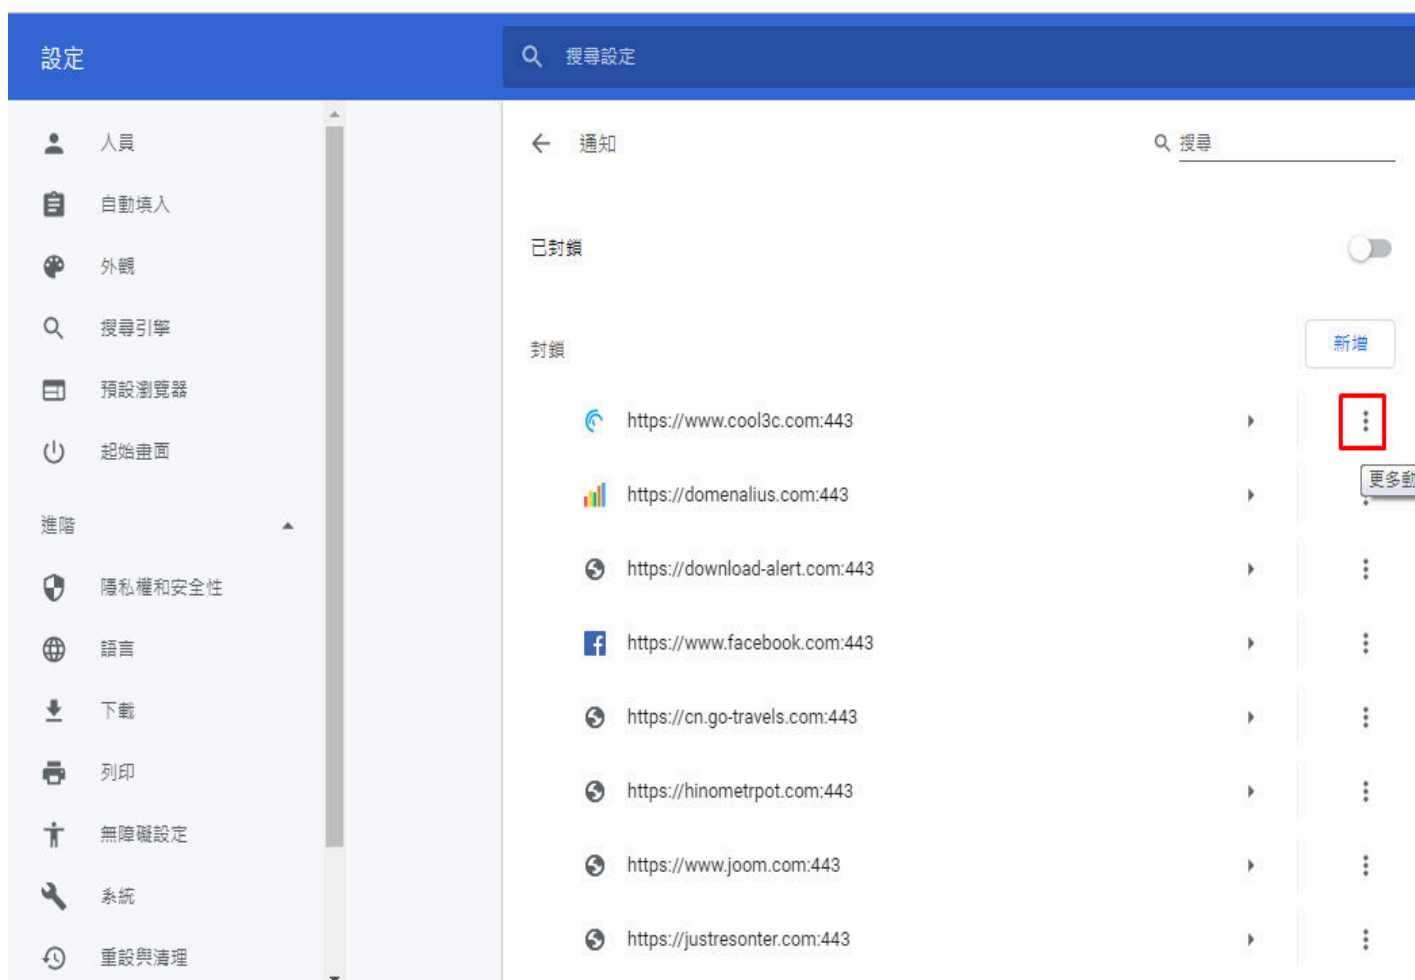 設定
搜尋設定
人員
自動填入
外觀
搜尋引擎
預設瀏覽器
起始畫面
進階
隱私權和安全性
語言
下載
列印
無障礙設定
系統
重設與清理
通知
搜尋
已封鎖
封鎖
新增
https://www.cool3c.com:443
更多動
https://domenalius.com:443
https://download-alert.com:443
https://www.facebook.com:443
https://cn.go-travels.com:443
https://hinometrpot.com:443
https://www.joom.com:443
https://justresonter.com:443